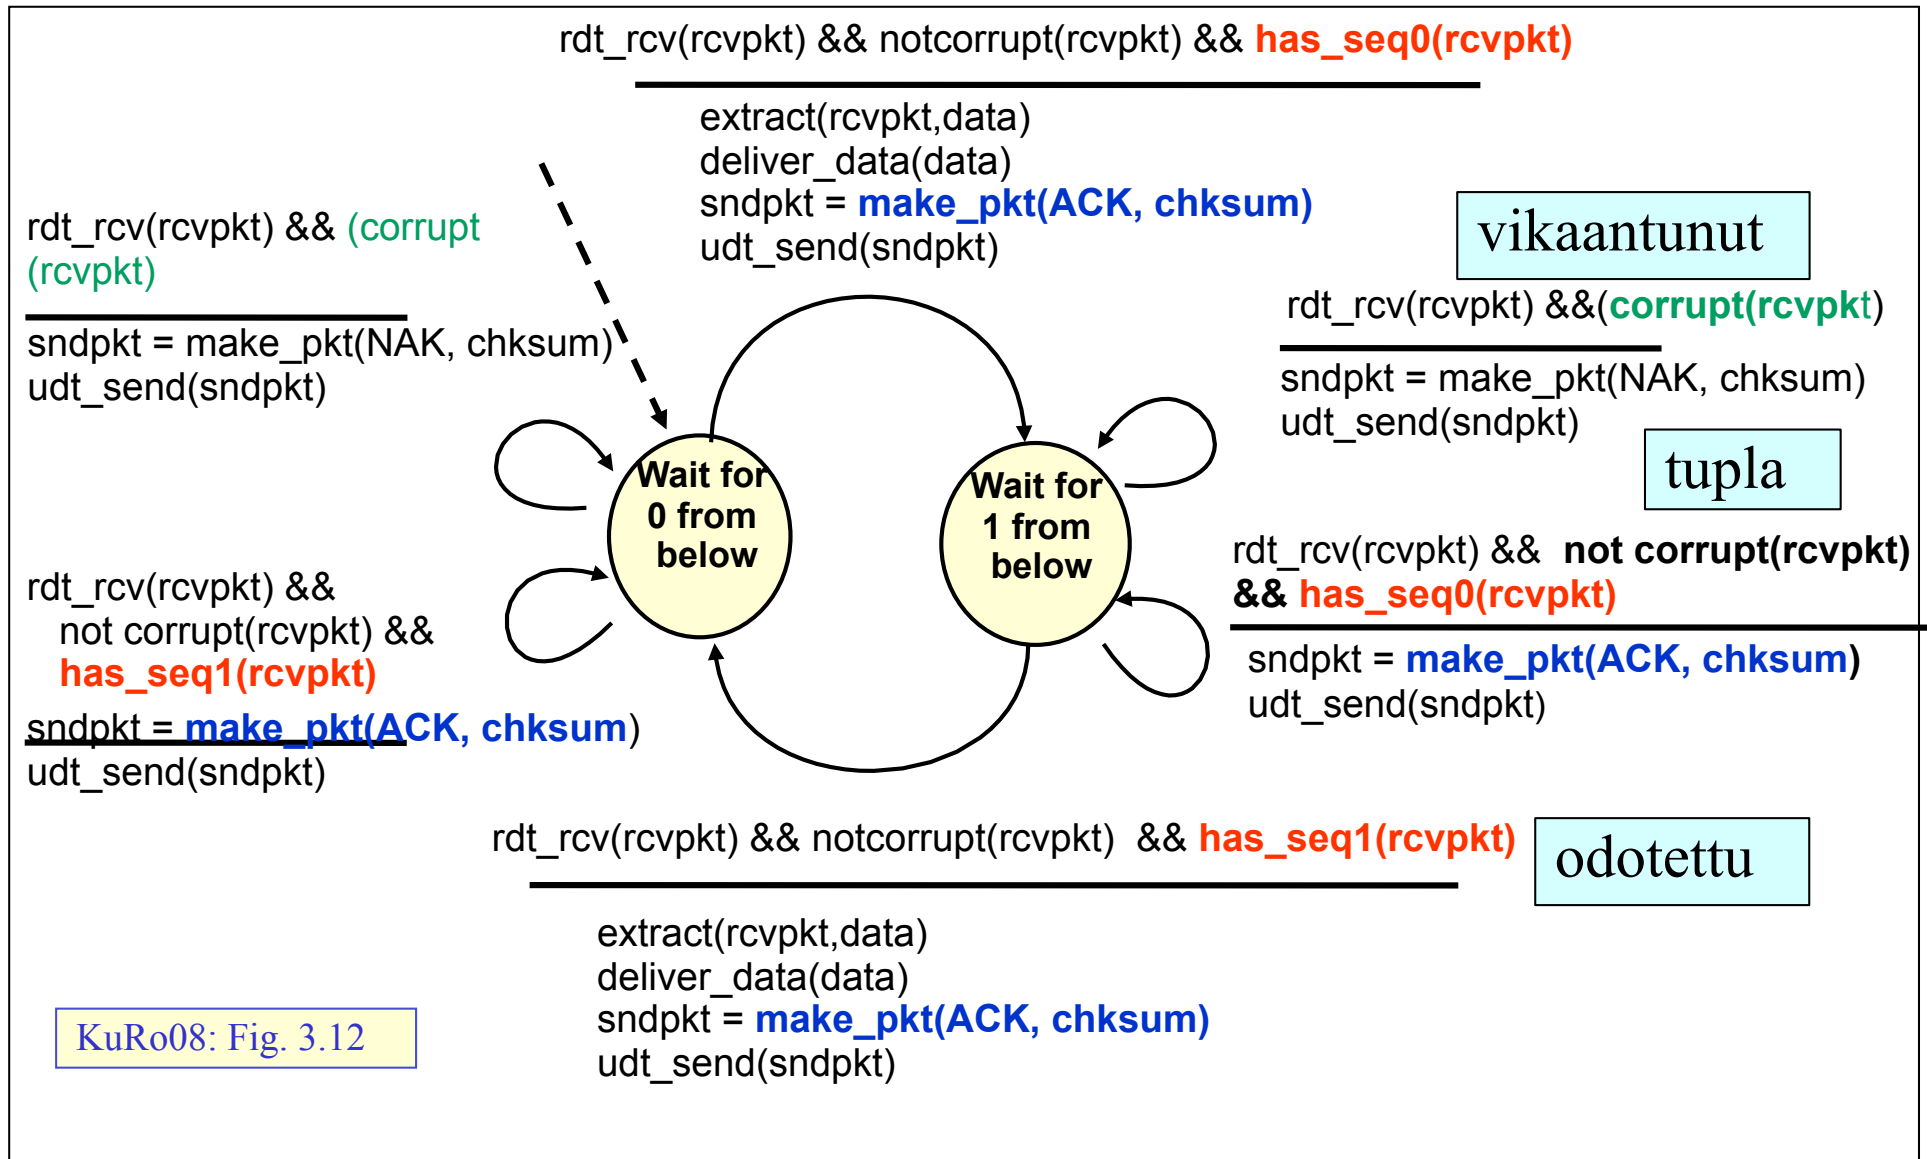 rdt_rcv(rcvpkt) && notcorrupt(rcvpkt) && has_seq0(rcvpkt)
extract(rcvpkt,data)
deliver_data(data)
sndpkt = make_pkt(ACK, chksum)
udt_send(sndpkt)
rdt_rcv(rcvpkt) && (corrupt
(rcvpkt)
sndpkt = make_pkt(NAK, chksum)
udt_send(sndpkt)
vikaantunut
rdt_rcv(rcvpkt) &&(corrupt(rcvpkt)
sndpkt = make_pkt(NAK, chksum)
udt_send(sndpkt)
tupla
Wait for
0 from
below
Wait for
1 from
below
rdt_rcv(rcvpkt) && not corrupt(rcvpkt)
&& has_seq0(rcvpkt)
sndpkt = make_pkt(ACK, chksum)
udt_send(sndpkt)
rdt_rcv(rcvpkt) &&
not corrupt(rcvpkt) &&
has_seq1(rcvpkt)
sndpkt = make_pkt(ACK, chksum)
udt_send(sndpkt)
rdt_rcv(rcvpkt) && notcorrupt(rcvpkt) && has_seq1(rcvpkt)
odotettu
extract(rcvpkt,data)
deliver_data(data)
sndpkt = make_pkt(ACK, chksum)
udt_send(sndpkt)
KuRo08: Fig. 3.12